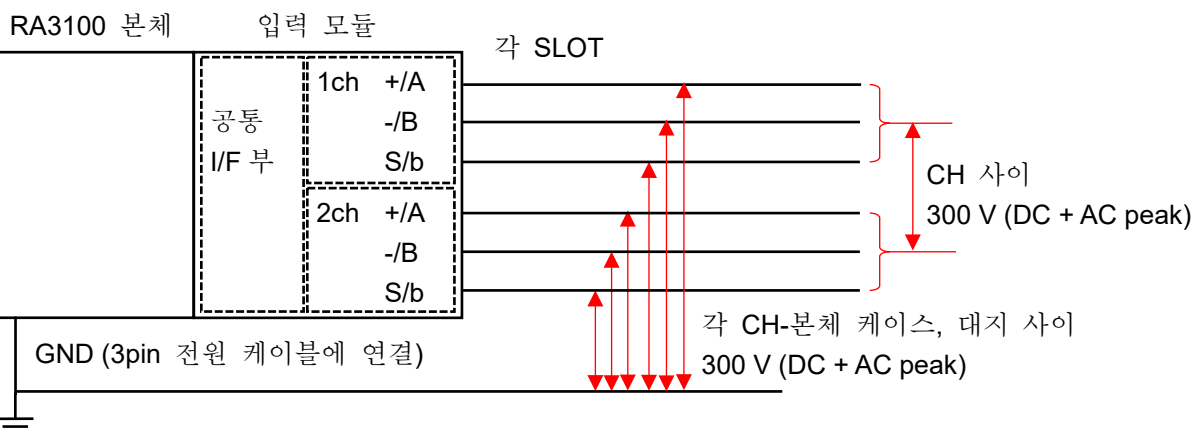 RA3100 본체
입력 모듈
각 SLOT
1ch +/A
-/B
S/b
공통
I/F 부
2ch +/A
-/B
S/b
CH 사이
300 V (DC + AC peak)
각 CH-본체 케이스, 대지 사이
300 V (DC + AC peak)
GND (3pin 전원 케이블에 연결)